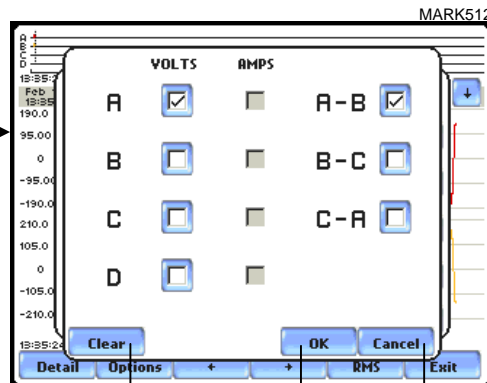 MARK512
A
B
C
D
VOLTS AMPS
13:35:2
Feb
13:35
190.0
A A-B
95.00
0
B B-C
-95.00
-190.0
210.0
C C-A
105.0
0
D
-105.0
-210.0
13:35:24
Clear OK Cancel
Detail Options ← → RMS Exit